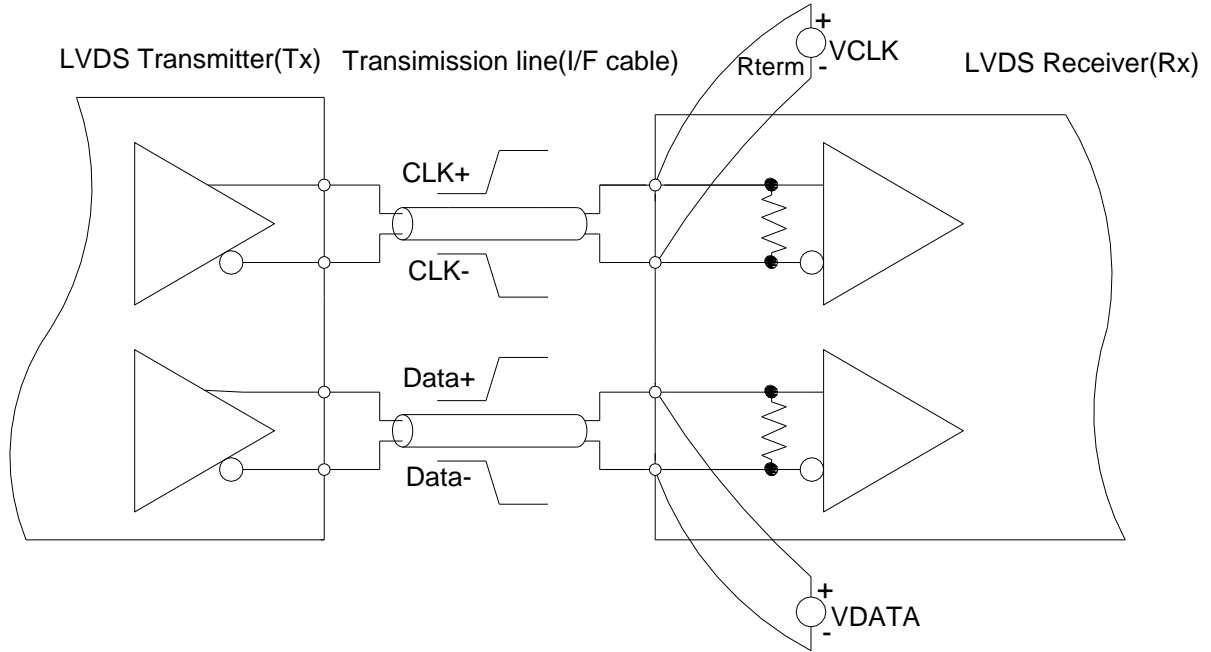 LVDS Transmitter(Tx)
Transimission line(I/F cable)
+
VCLK
-
Rterm
LVDS Receiver(Rx)
CLK+
CLK-
Data+
Data-
+
VDATA
-